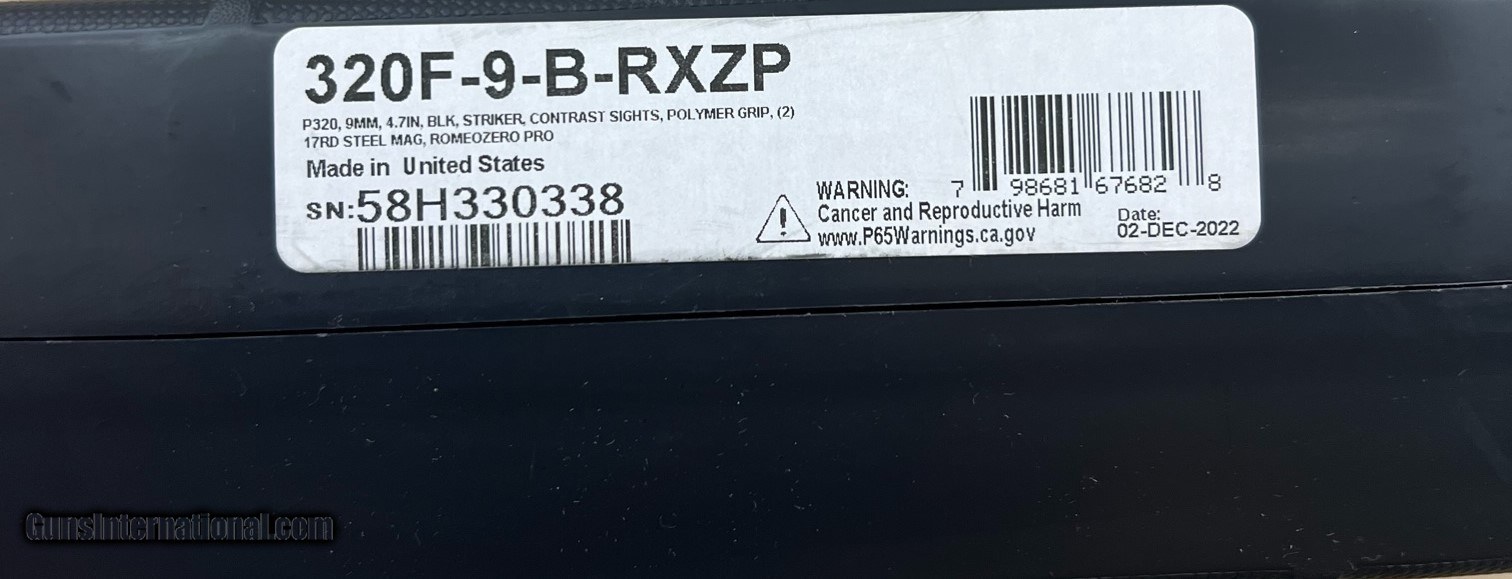 320F-9-B-RXZP
P320, 9MM, 4.7IN, BLK, STRIKER, CONTRAST SIGHTS, POLYMER GRIP, (2)
17RD STEEL MAG, ROMEOZERO PRO
Made in United States
SN:58H330338
WARNING:
Cancer and Reproductive Harm
www.P65Warnings.ca.gov
7 98681 67682 8
Date:
02-DEC-2022
GunsInternational.com